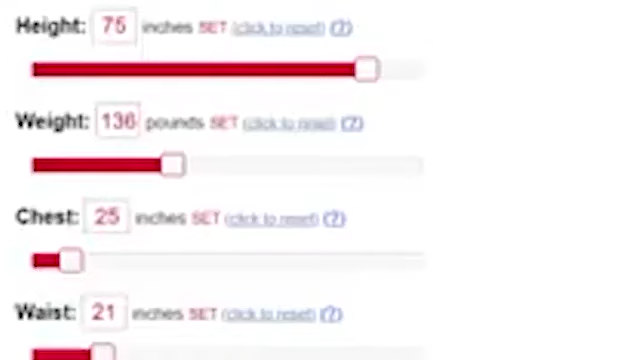 Height: 75 inches SET (click to reset) (?)
Weight: 136 pounds SET (click to reset) (?)
Chest: 25 inches SET (click to reset) (?)
Waist: 21 inches SET (click to reset) (?)